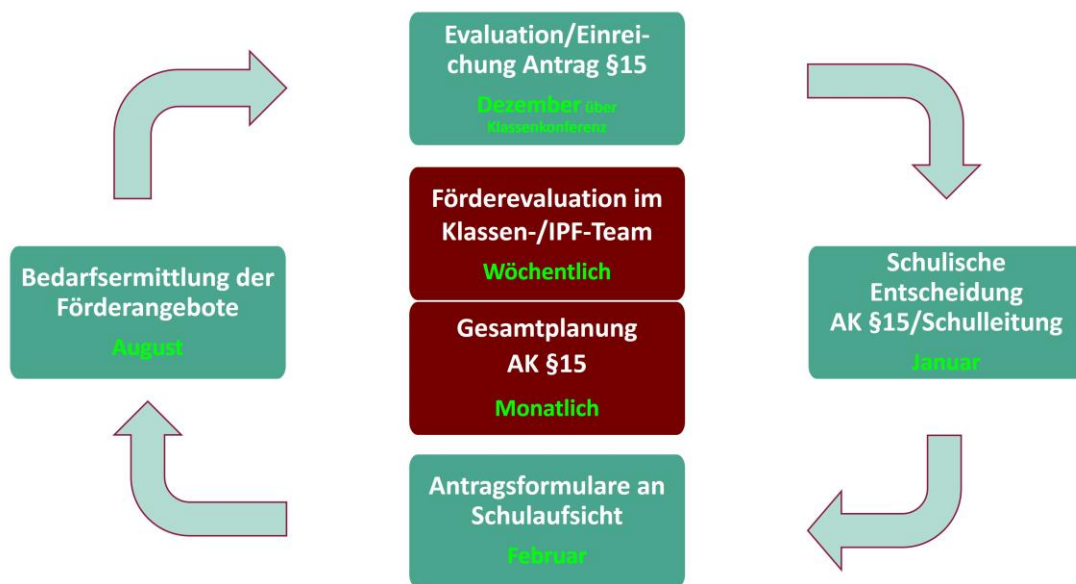 Evaluation/Einrei-
chung Antrag §15
Dezember über
Klassenkonferenz
Förderevaluation im
Klassen-/IPF-Team
Wöchentlich
Bedarfsermittlung der
Förderangebote
August
Schulische
Entscheidung
AK §15/Schulleitung
Januar
Gesamtplanung
AK §15
Monatlich
Antragsformulare an
Schulaufsicht
Februar